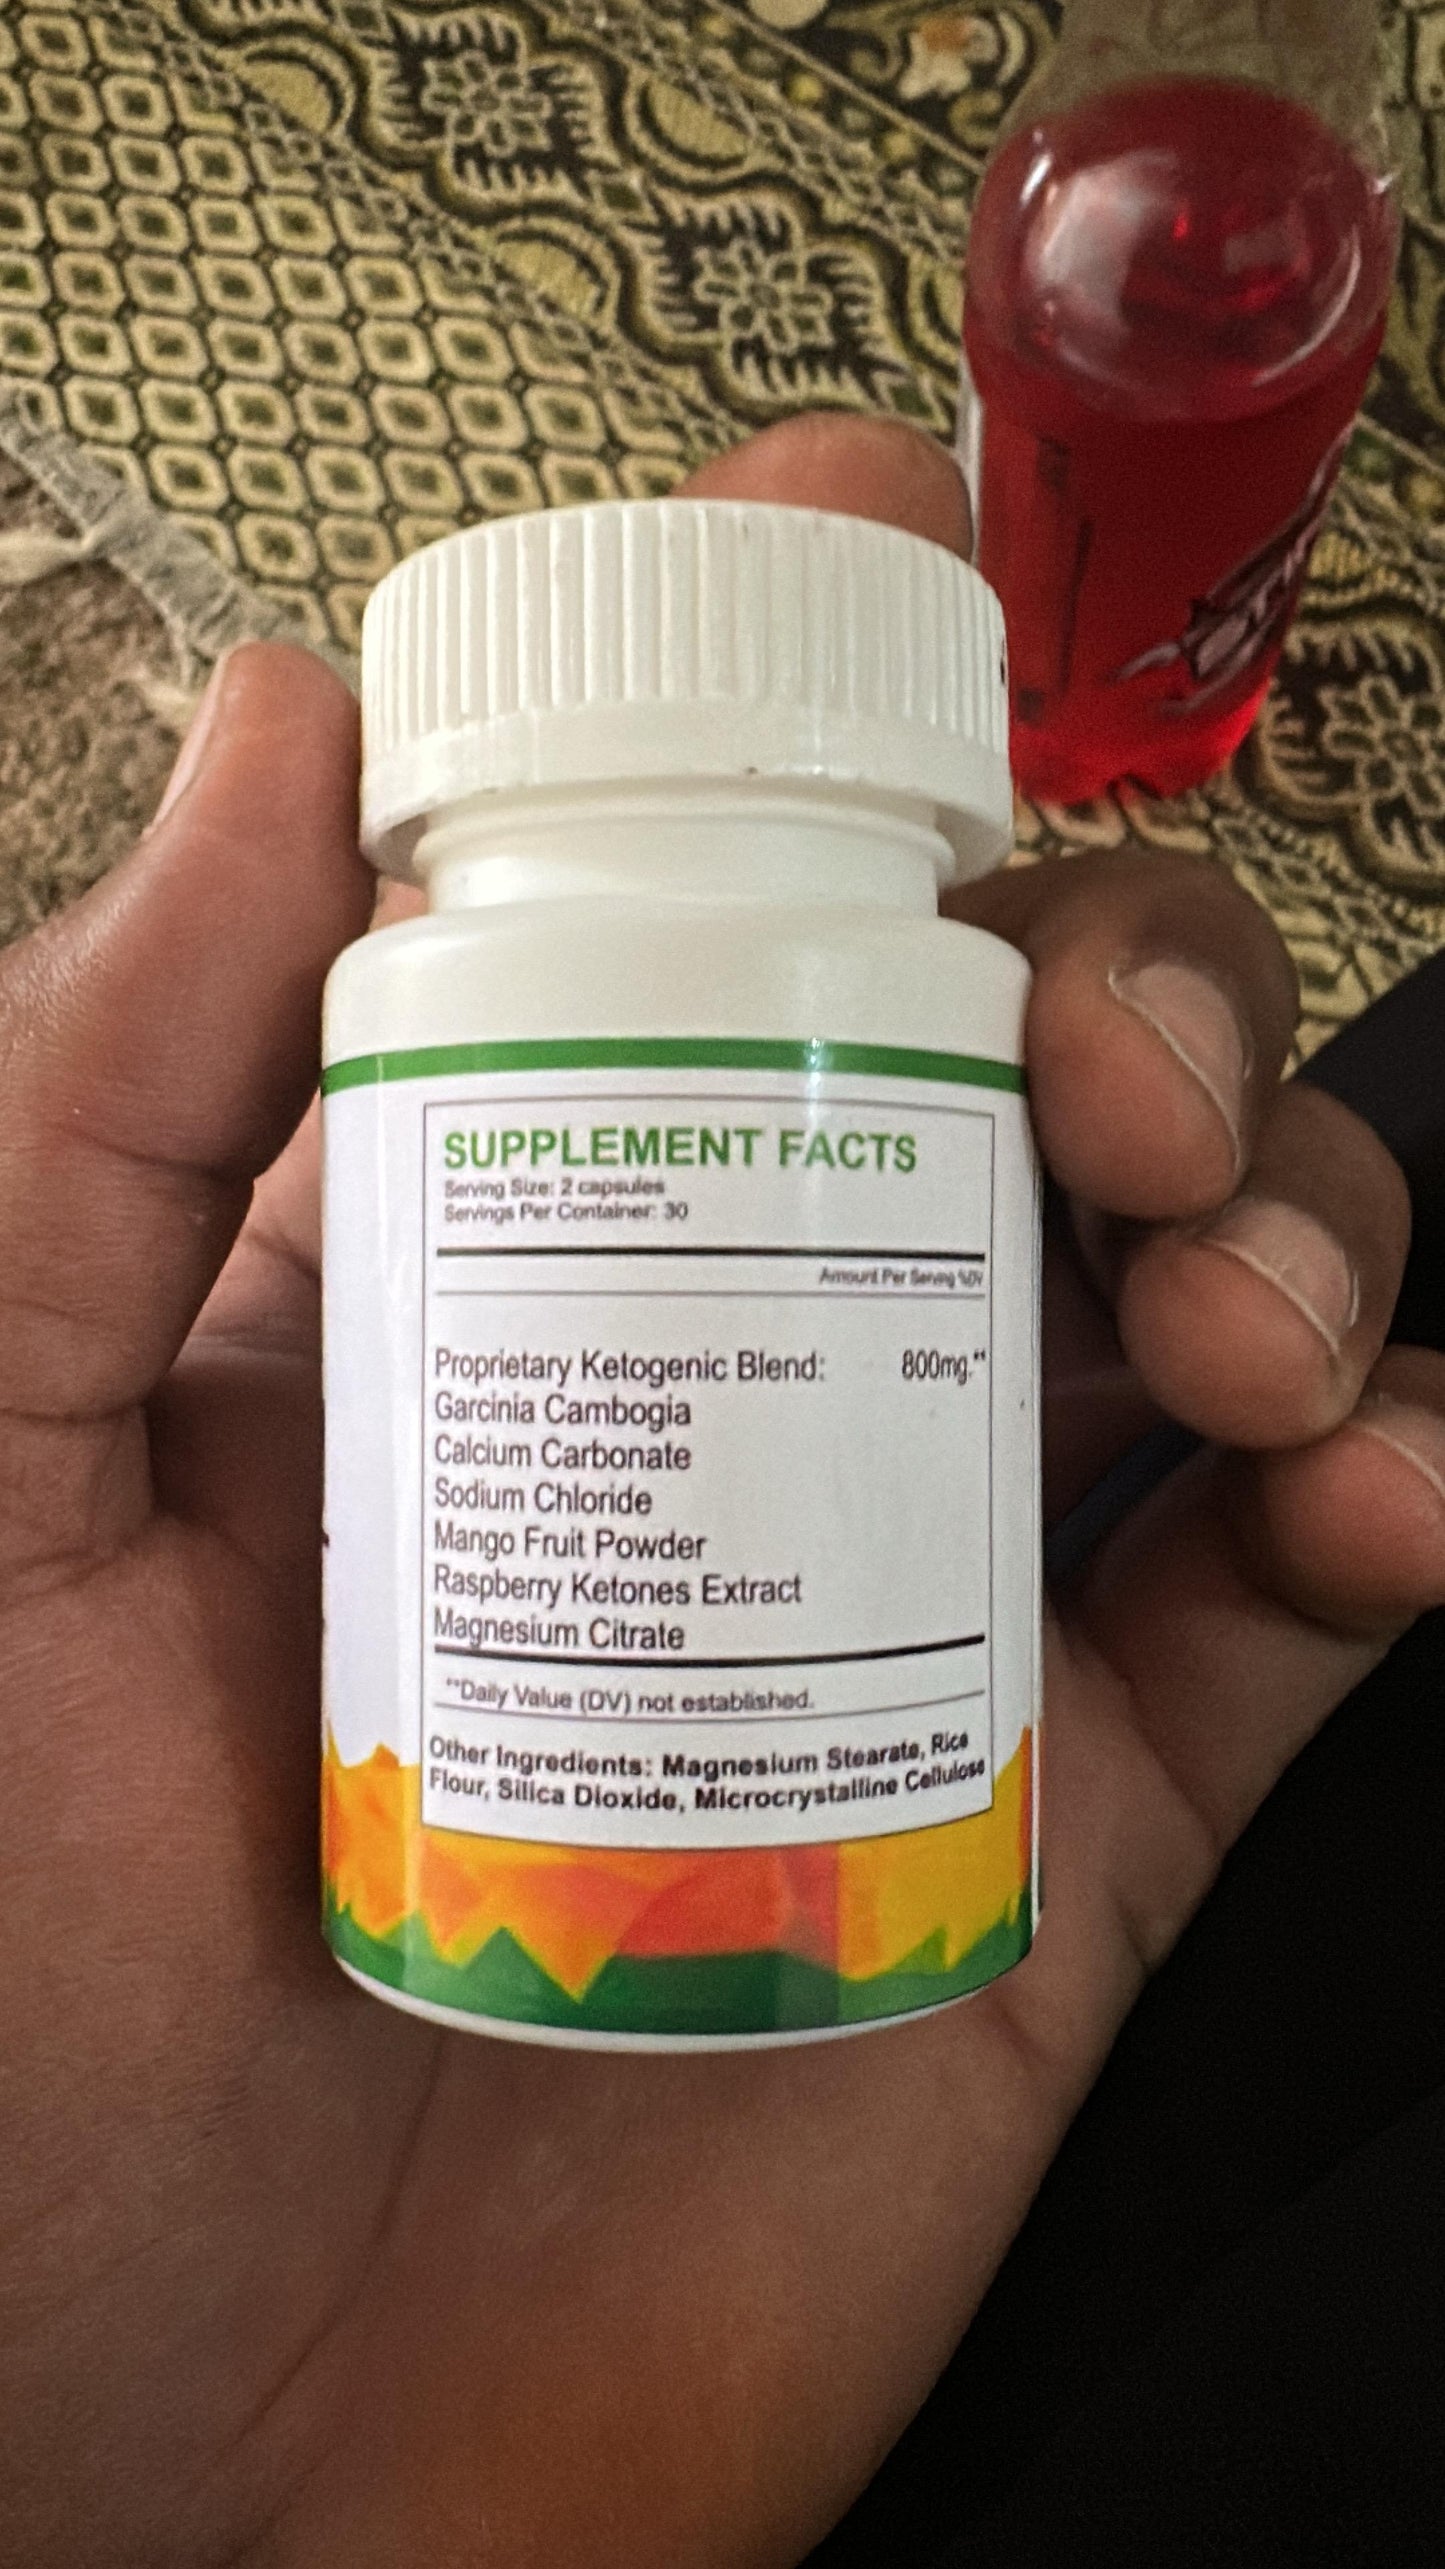 SUPPLEMENT FACTS
Serving Size: 2 capsules
Servings Per Container: 30
Amount Per Serving %DV
Proprietary Ketogenic Blend: 800mg.**
Garcinia Cambogia
Calcium Carbonate
Sodium Chloride
Mango Fruit Powder
Raspberry Ketones Extract
Magnesium Citrate
**Daily Value (DV) not established.
Other Ingredients: Magnesium Stearate, Rice
Flour, Silica Dioxide, Microcrystalline Cellulose